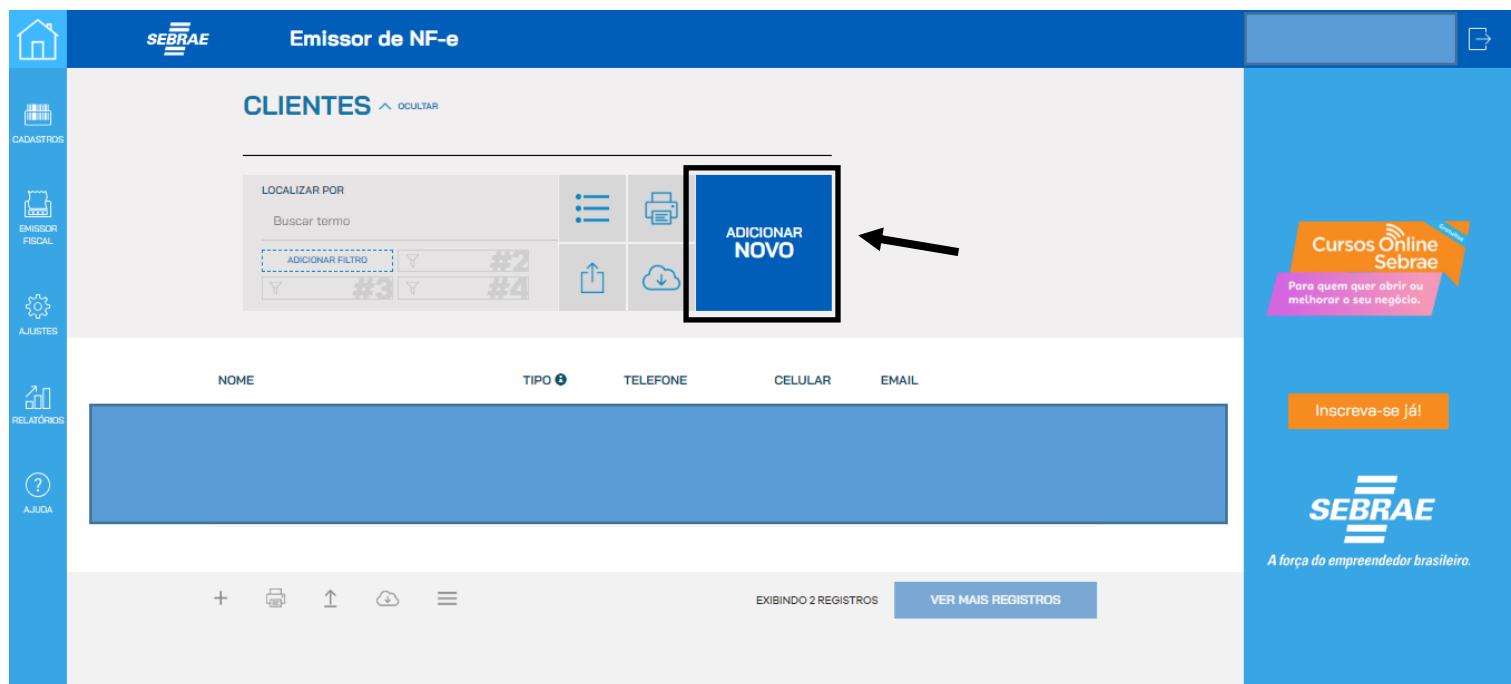 SEBRAE
Emissor de NF-e
CADASTROS
EMISSOR
FISCAL
AJUSTES
RELATÓRIOS
AJUDA
CLIENTES OCULTAR
LOCALIZAR POR
Buscar termo
ADICIONAR FILTRO
#2
#3
#4
ADICIONAR
NOVO
NOME TIPO TELEFONE CELULAR EMAIL
EXIBINDO 2 REGISTROS
VER MAIS REGISTROS
Gratuitos
Cursos Online
Sebrae
Para quem quer abrir ou
melhorar o seu negócio.
Inscreva-se já!
SEBRAE
A força do empreendedor brasileiro.